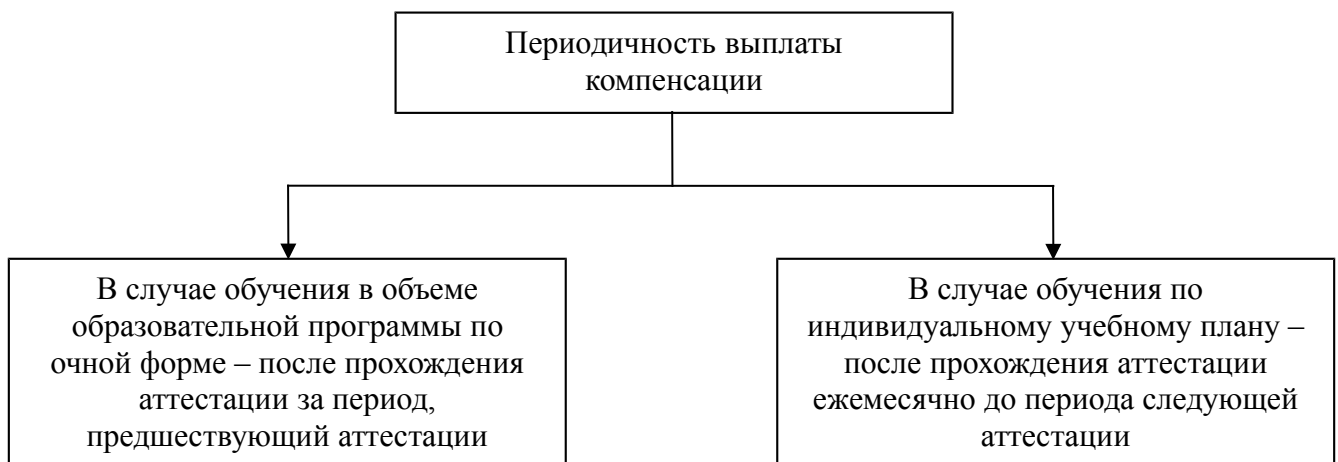 Периодичность выплаты
компенсации
В случае обучения в объеме
образовательной программы по
очной форме – после прохождения
аттестации за период,
предшествующий аттестации
В случае обучения по
индивидуальному учебному плану –
после прохождения аттестации
ежемесячно до периода следующей
аттестации